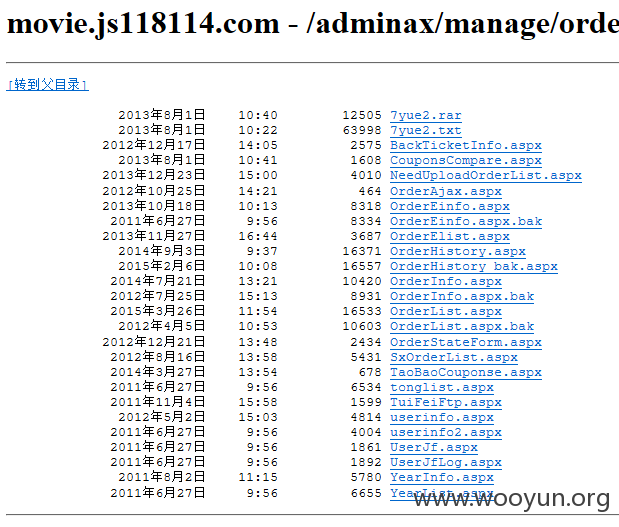 movie.js118114.com - /adminax/manage/orde
[转到父目录]
2013年8月1日 10:40 12505 7yue2.rar
2013年8月1日 10:22 63998 7yue2.txt
2012年12月17日 14:05 2575 BackTicketInfo.aspx
2013年8月1日 10:41 1608 CouponsCompare.aspx
2013年12月23日 15:00 4010 NeedUploadOrderList.aspx
2012年10月25日 14:21 464 OrderAjax.aspx
2013年10月18日 10:13 8318 OrderEinfo.aspx
2011年6月27日 9:56 8334 OrderEinfo.aspx.bak
2013年11月27日 16:44 3687 OrderElist.aspx
2014年9月3日 9:37 16371 OrderHistory.aspx
2015年2月6日 10:08 16557 OrderHistory_bak.aspx
2014年7月21日 13:21 10420 OrderInfo.aspx
2012年7月25日 15:13 8931 OrderInfo.aspx.bak
2015年3月26日 11:54 16533 OrderList.aspx
2012年4月5日 10:53 10603 OrderList.aspx.bak
2012年12月21日 13:48 2434 OrderStateForm.aspx
2012年8月16日 13:58 5431 SxOrderList.aspx
2014年3月27日 13:54 678 TaoBaoCouponse.aspx
2011年6月27日 9:56 6534 tonglist.aspx
2011年11月4日 15:58 1599 TuiFeiFtp.aspx
2012年5月2日 15:03 4814 userinfo.aspx
2011年6月27日 9:56 4004 userinfo2.aspx
2011年6月27日 9:56 1861 UserJf.aspx
2011年6月27日 9:56 1892 UserJfLog.aspx
2011年8月2日 11:15 5780 YearInfo.aspx
2011年6月27日 9:56 6655 YearList.aspx
www.wooyun.org